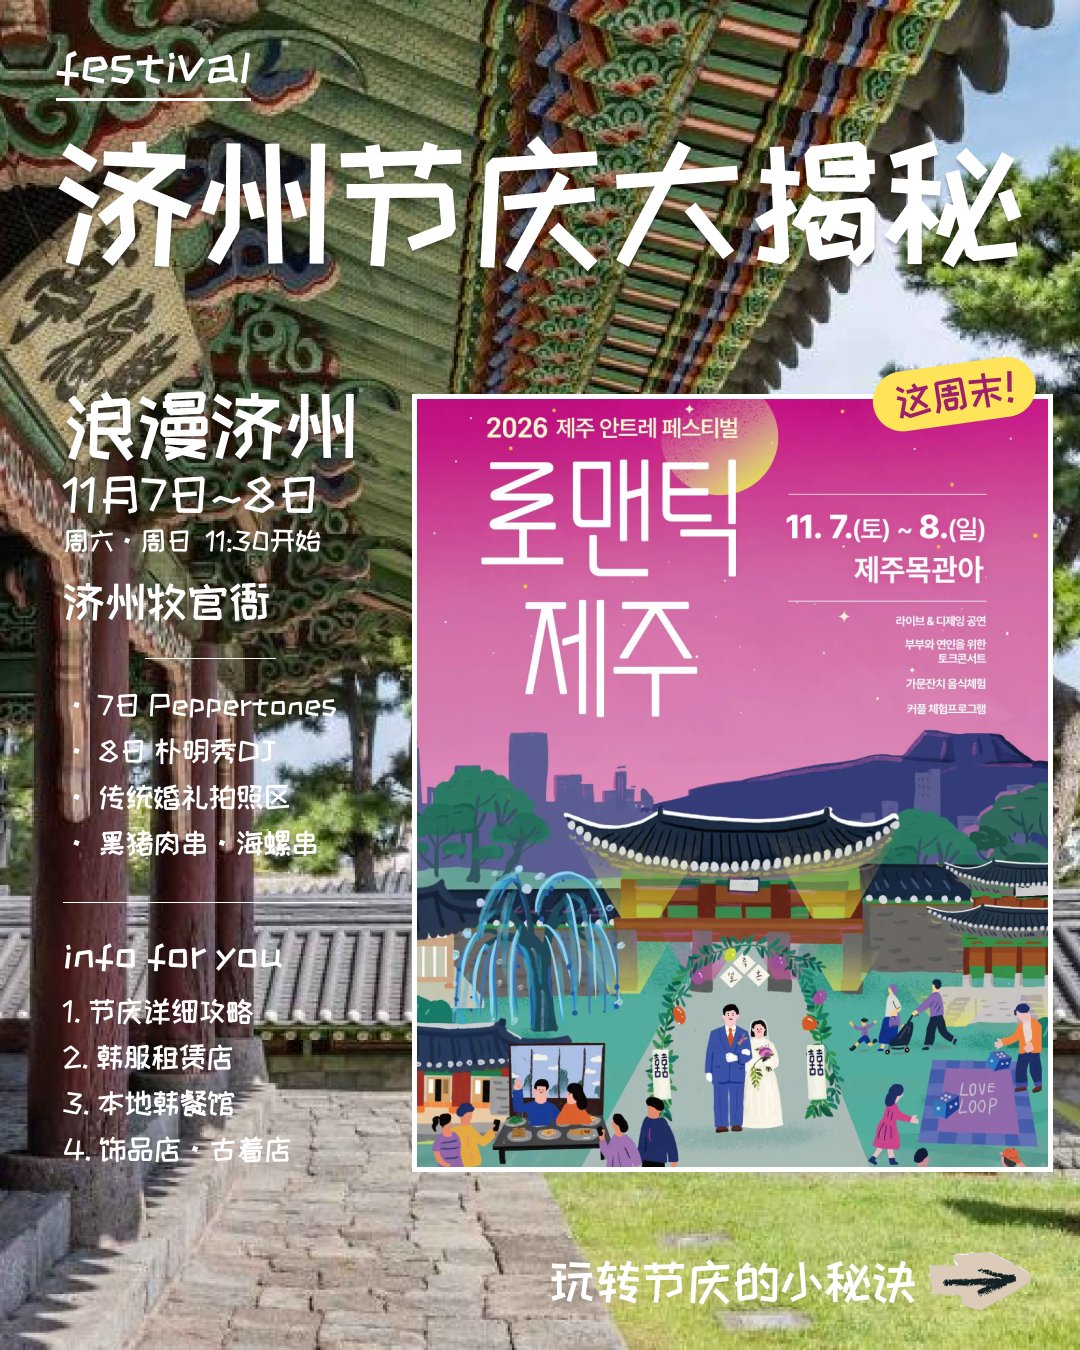 festival
济州节庆大揭秘
浪漫济州
11月7日~8日
周六·周日 11:30开始
济州牧官衙
· 7日 Peppertones
· 8日 朴明秀DJ
· 传统婚礼拍照区
· 黑猪肉串·海螺串
info for you
1. 节庆详细攻略
2. 韩服租赁店
3. 本地韩餐馆
4. 饰品店·古着店
这周末!
2026 제주 안트레 페스티벌
로맨틱
제주
11. 7.(토) ~ 8.(일)
제주목관아
라이브 & 디제잉 공연
부부와 연인을 위한
토크콘서트
가문잔치 음식체험
커플 체험프로그램
囍
囍
LOVE
LOOP
玩转节庆的小秘诀